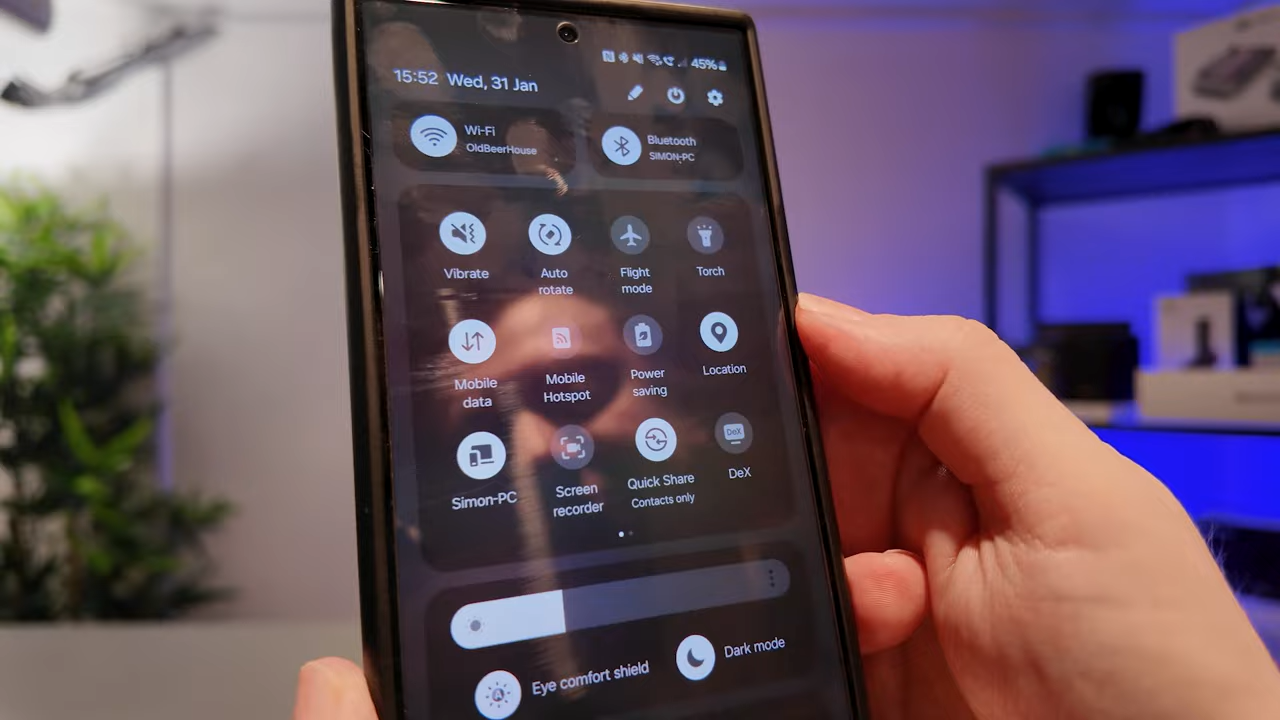 45%
15:52 Wed, 31 Jan
Wi-Fi
OldBeerHouse
Bluetooth
SIMON-PC
Vibrate
Auto
rotate
Flight
mode
Torch
Mobile
data
Mobile
Hotspot
Power
saving
Location
Simon-PC
Screen
recorder
Quick Share
Contacts only
DeX
DeX
Eye comfort shield
A
Dark mode